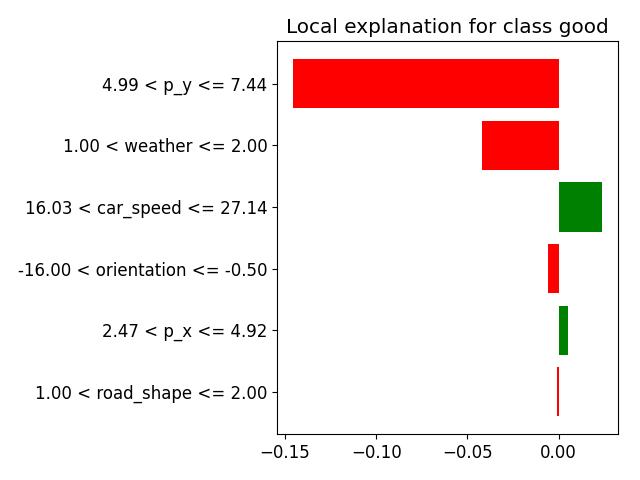 Local explanation for class good
4.99 < p_y <= 7.44
1.00 < weather <= 2.00
16.03 < car_speed <= 27.14
-16.00 < orientation <= -0.50
2.47 < p_x <= 4.92
1.00 < road_shape <= 2.00
−0.15 −0.10 −0.05 0.00